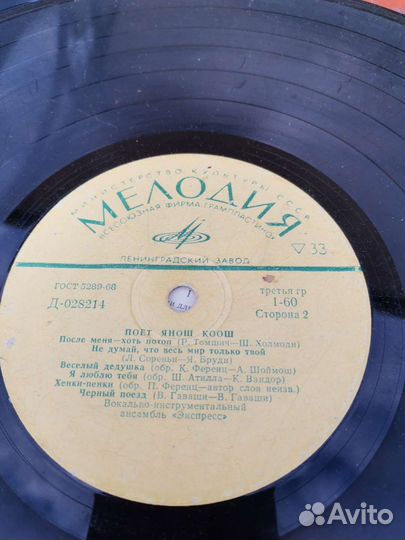 МИНИСТЕРСТВО КУЛЬТУРЫ СССР
МЕЛОДИЯ
ВСЕСОЮЗНАЯ ФИРМА ГРАМПЛАСТИНОК
33
ЛЕНИНГРАДСКИЙ ЗАВОД
ГОСТ 5289-68
Д-028214
третья гр
1-60
Сторона 2
ПОЕТ ЯНОШ КООШ
После меня—хоть потоп (Р. Томшич—Ш. Холмоди)
Не думай, что весь мир только твой
(Л. Сореньи—Я. Броди)
Веселый дедушка (обр. К. Ференц—А. Шоймош)
Я люблю тебя (обр. Ш. Атилла—К. Вандор)
Хенки-пенки (обр. П. Ференц—автор слов неизв.)
Черный поезд (В. Гаваши—В. Гаваши)
Вокально-инструментальный
ансамбль «Экспресс»
Avito